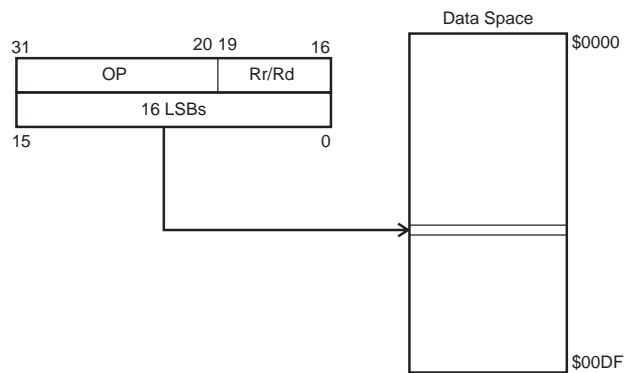 Data Space
31 20 19 16
$0000
OP Rr/Rd
16 LSBs
15 0
$00DF